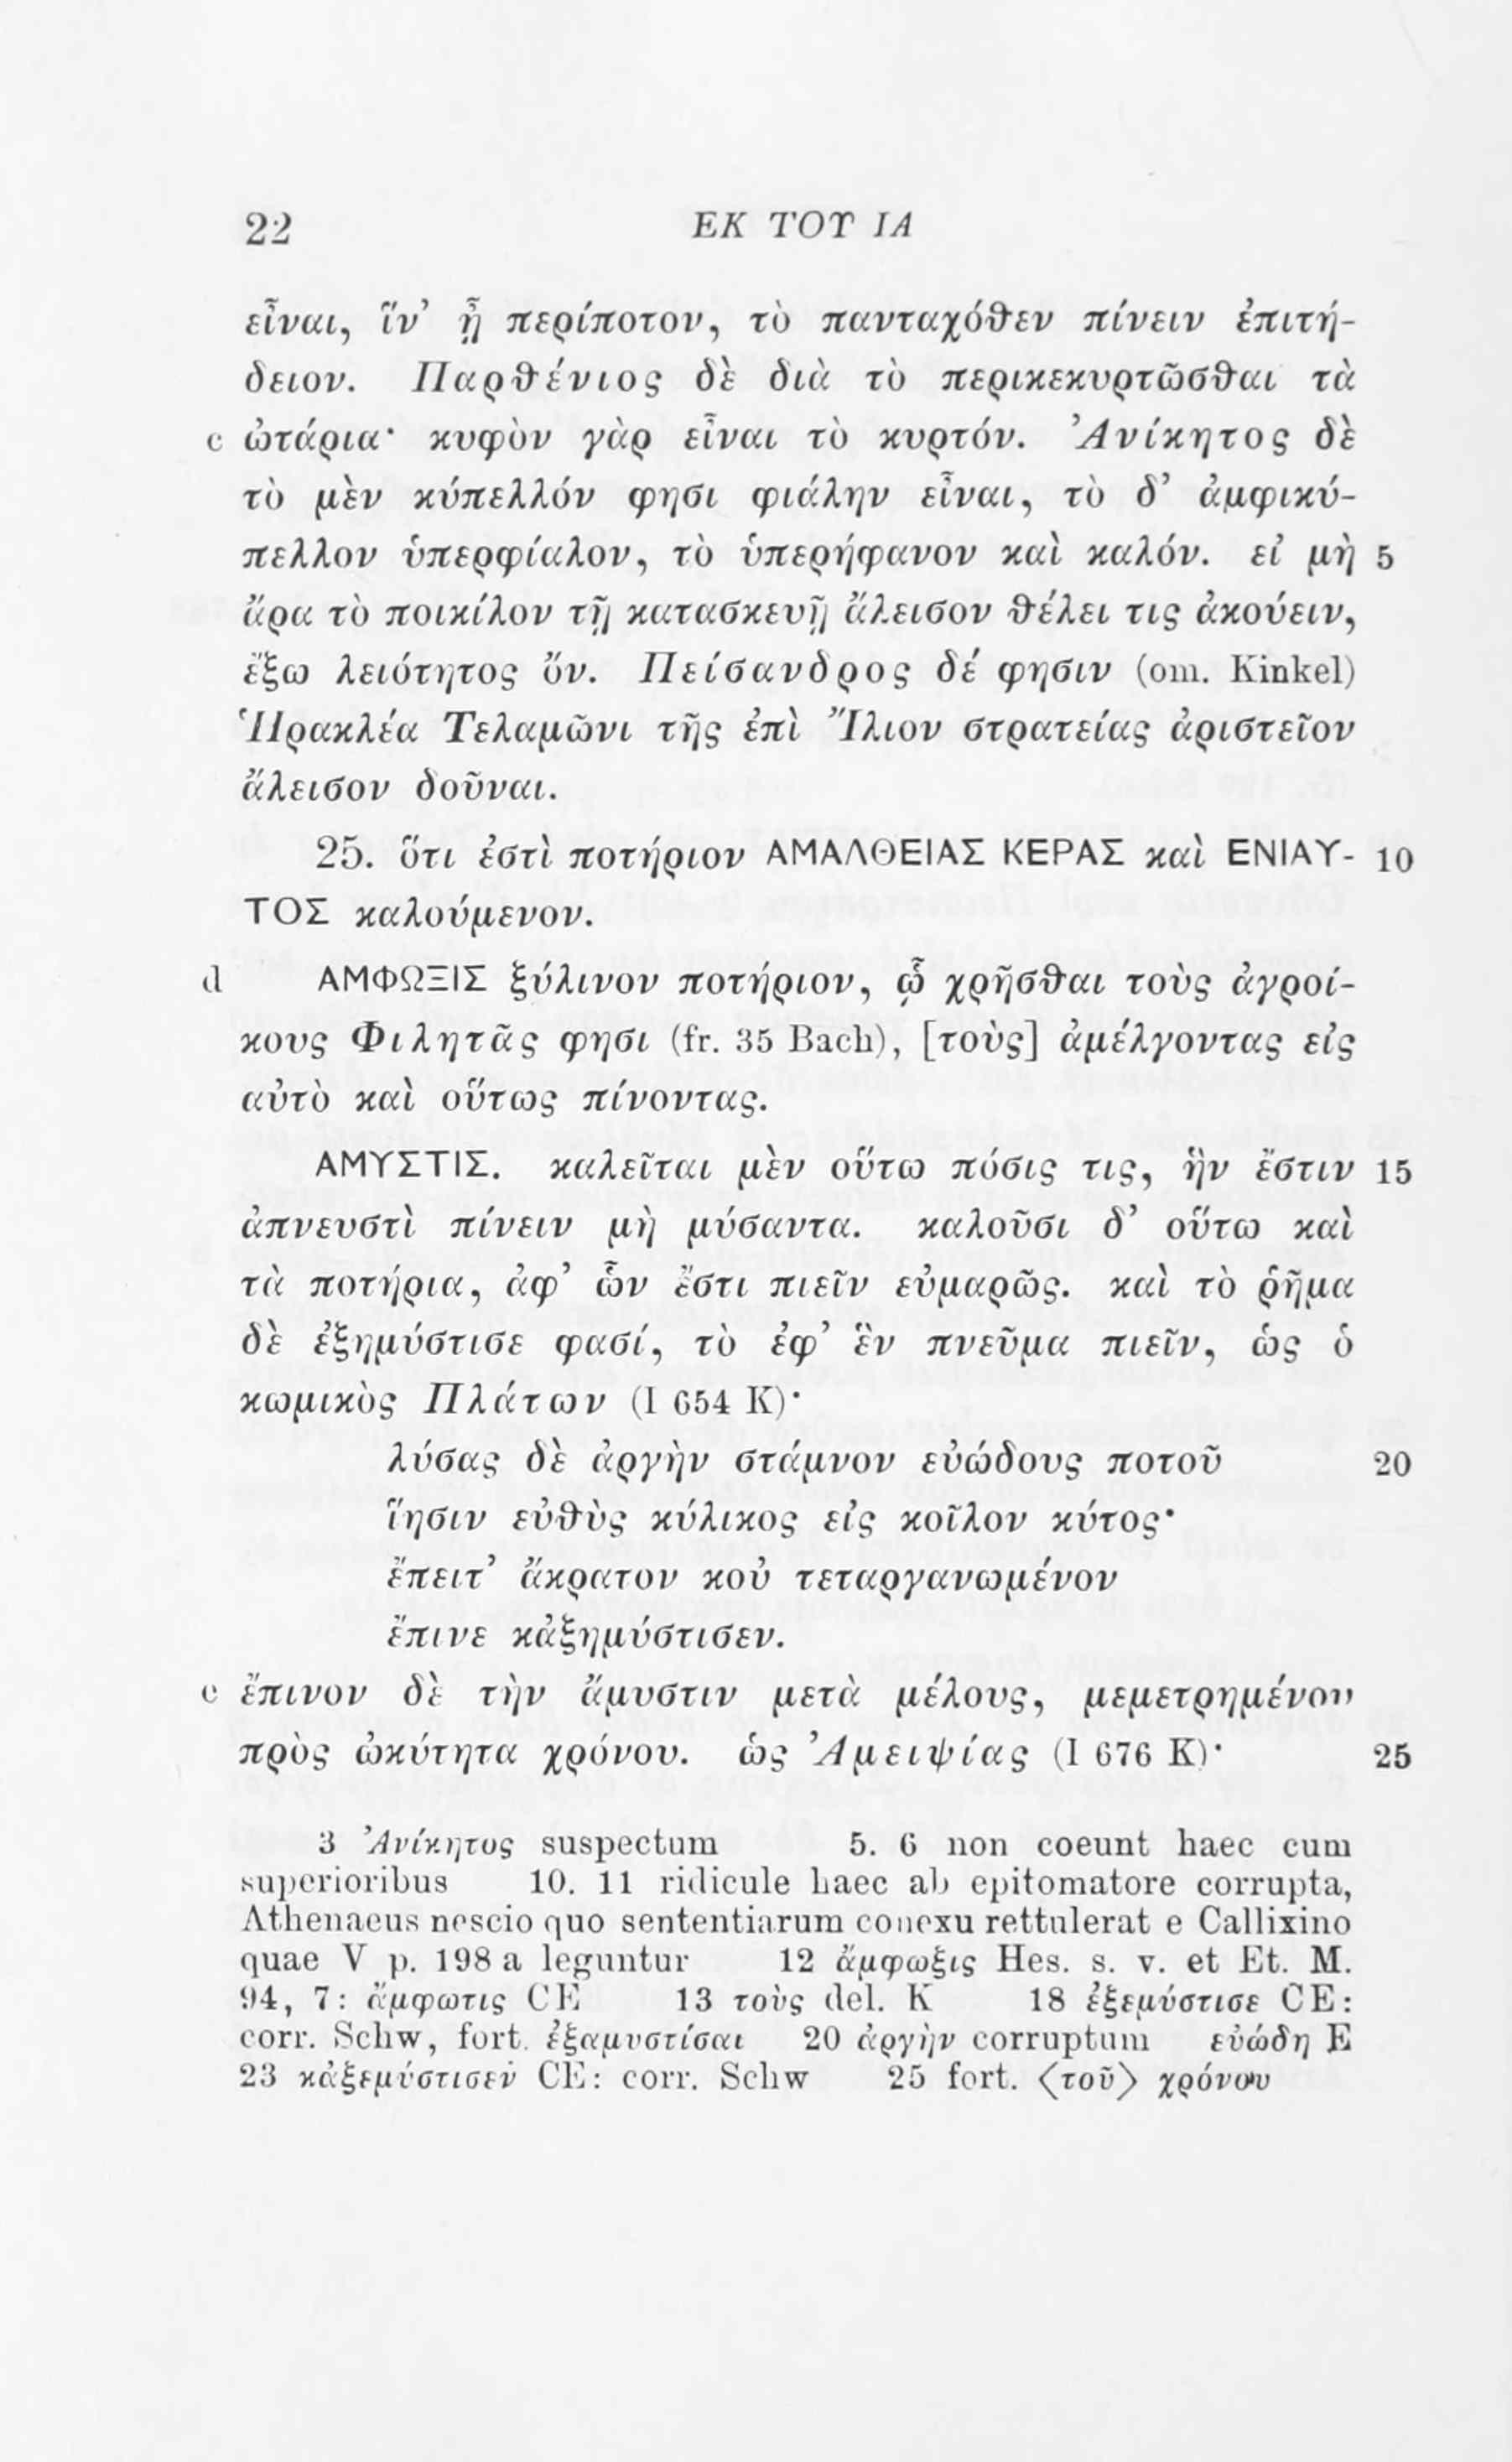 22 ΕΚ ΤΟΥ ΙΑ
εἶναι, ἵν’ ᾖ περίποτον, τὸ πανταχόθεν πίνειν ἐπιτή-
δειον. Παρθένιος δὲ διὰ τὸ περικεκυρτῶσθαι τὰ
c ὠτάρια· κυφὸν γὰρ εἶναι τὸ κυρτόν. Ἀνίκητος δὲ
τὸ μὲν κύπελλόν φησι φιάλην εἶναι, τὸ δ’ ἀμφικύ-
πελλον ὑπερφίαλον, τὸ ὑπερήφανον καὶ καλόν. εἰ μὴ 5
ἄρα τὸ ποικίλον τῇ κατασκευῇ ἄλεισον θέλει τις ἀκούειν,
ἔξω λειότητος ὄν. Πείσανδρος δέ φησιν (om. Kinkel)
Ἡρακλέα Τελαμῶνι τῆς ἐπὶ Ἴλιον στρατείας ἀριστεῖον
ἄλεισον δοῦναι.
25. ὅτι ἐστὶ ποτήριον ΑΜΑΛΘΕΙΑΣ ΚΕΡΑΣ καὶ ΕΝΙΑΥ- 10
ΤΟΣ καλούμενον.
d ΑΜΦΩΞΙΣ ξύλινον ποτήριον, ᾧ χρῆσθαι τοὺς ἀγροί-
κους Φιλητᾶς φησι (fr. 35 Bach), [τοὺς] ἀμέλγοντας εἰς
αὐτὸ καὶ οὕτως πίνοντας.
ΑΜΥΣΤΙΣ. καλεῖται μὲν οὕτω πόσις τις, ἣν ἔστιν 15
ἀπνευστὶ πίνειν μὴ μύσαντα. καλοῦσι δ’ οὕτω καὶ
τὰ ποτήρια, ἀφ’ ὧν ἔστι πιεῖν εὐμαρῶς. καὶ τὸ ῥῆμα
δὲ ἐξημύστισε φασί, τὸ ἐφ’ ἓν πνεῦμα πιεῖν, ὡς ὁ
κωμικὸς Πλάτων (I 654 K)·
λύσας δὲ ἀργὴν στάμνον εὐώδους ποτοῦ 20
ἵησιν εὐθὺς κύλικος εἰς κοῖλον κύτος·
ἔπειτ’ ἄκρατον κοὐ τεταργανωμένον
ἔπινε κἀξημύστισεν.
e ἔπινον δὲ τὴν ἄμυστιν μετὰ μέλους, μεμετρημένου
πρὸς ὠκύτητα χρόνου. ὡς Ἀμειψίας (I 676 K)· 25
3 Ἀνίκητος suspectum 5. 6 non coeunt haec cum
superioribus 10. 11 ridicule haec ab epitomatore corrupta,
Athenaeus nescio quo sententiarum conexu rettulerat e Callixino
quae V p. 198 a leguntur 12 ἄμφωξις Hes. s. v. et Et. M.
94, 7: ἄμφωτις CE 13 τοὺς del. K 18 ἐξεμύστισε CE:
corr. Schw, fort. ἐξαμυστίσαι 20 ἀργὴν corruptum εὐώδη E
23 κἀξεμύστισεν CE: corr. Schw 25 fort. ⟨τοῦ⟩ χρόνου